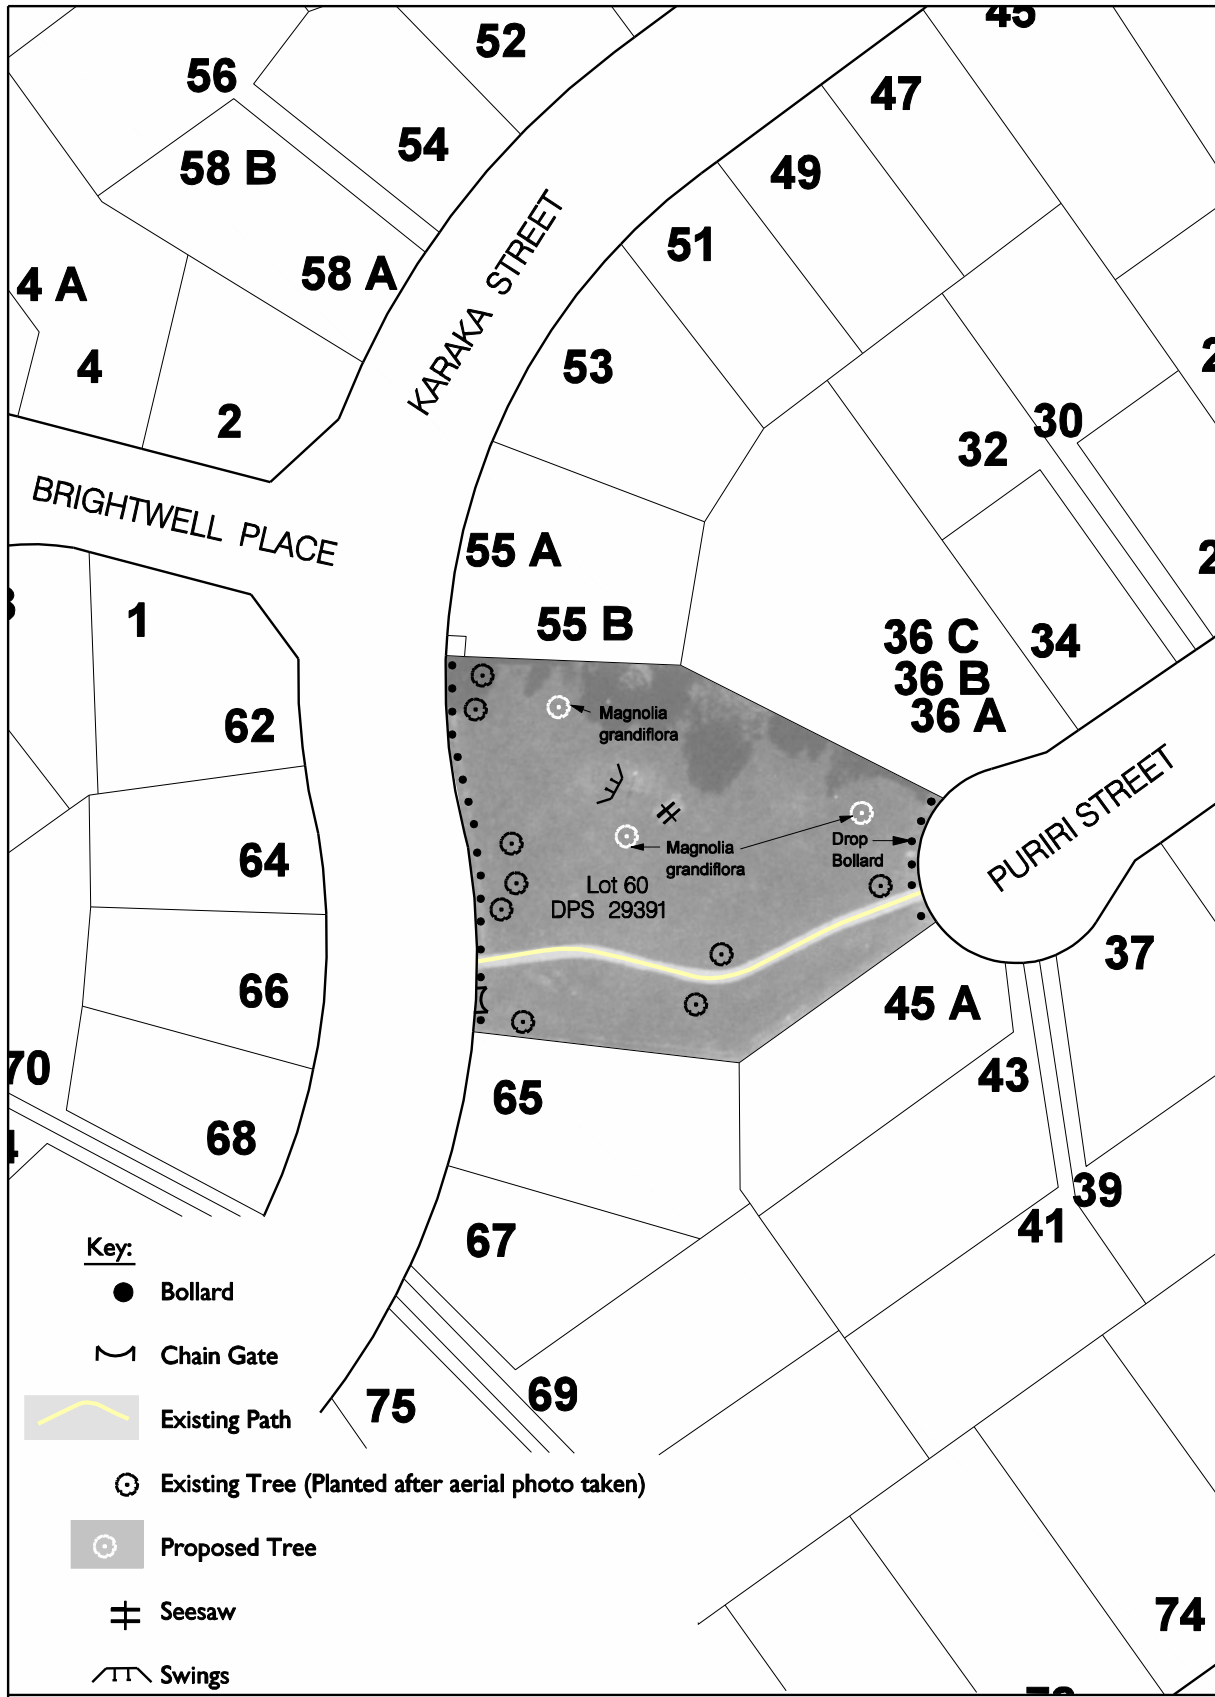 45
52
56
47
54
58 B
49
51
58 A
4 A
KARAKA STREET
53
4
2
30
32
BRIGHTWELL PLACE
55 A
1
55 B
36 C
34
36 B
36 A
62
Magnolia
grandiflora
PURIRI STREET
Drop
Bollard
Magnolia
grandiflora
64
Lot 60
DPS 29391
37
66
45 A
70
43
65
68
39
41
67
75
69
74
Key:
Bollard
Chain Gate
Existing Path
Existing Tree (Planted after aerial photo taken)
Proposed Tree
Seesaw
Swings